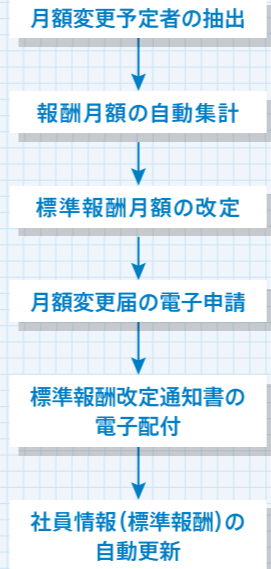 月額変更予定者の抽出
報酬月額の自動集計
標準報酬月額の改定
月額変更届の電子申請
標準報酬改定通知書の
電子配付
社員情報(標準報酬)の
自動更新